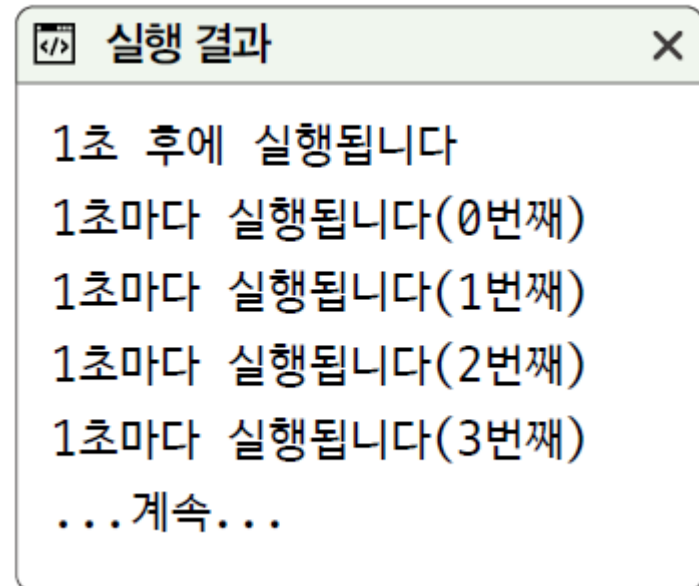 </> 실행 결과 ×
1초 후에 실행됩니다
1초마다 실행됩니다(0번째)
1초마다 실행됩니다(1번째)
1초마다 실행됩니다(2번째)
1초마다 실행됩니다(3번째)
...계속...